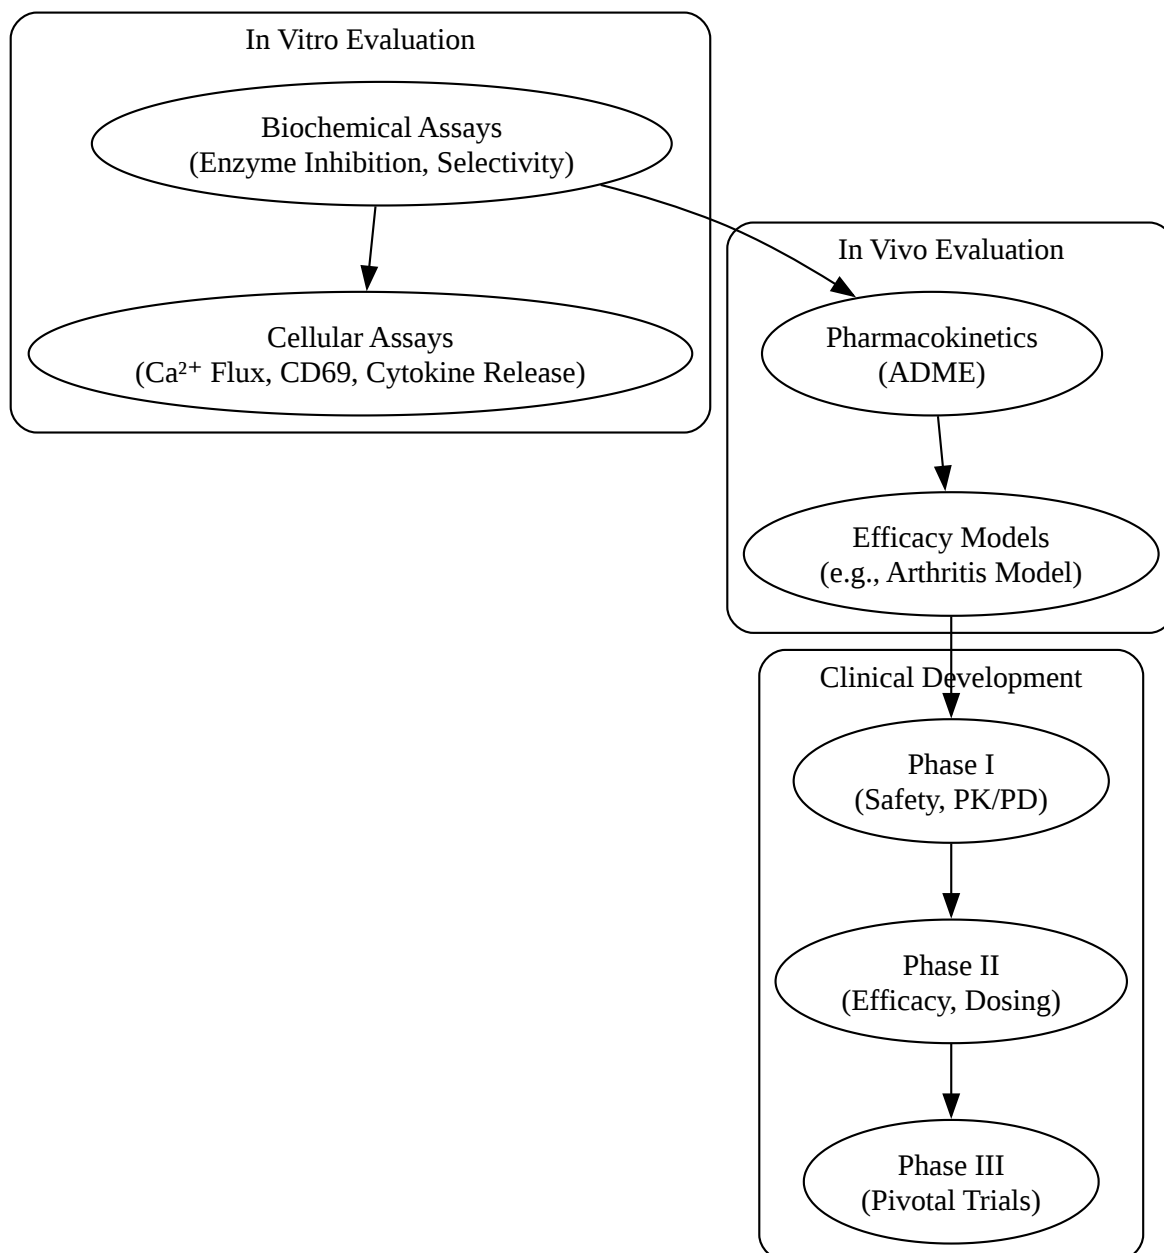 In Vitro Evaluation
Biochemical Assays
(Enzyme Inhibition, Selectivity)
Cellular Assays
(Ca²⁺ Flux, CD69, Cytokine Release)
In Vivo Evaluation
Pharmacokinetics
(ADME)
Efficacy Models
(e.g., Arthritis Model)
Clinical Development
Phase I
(Safety, PK/PD)
Phase II
(Efficacy, Dosing)
Phase III
(Pivotal Trials)